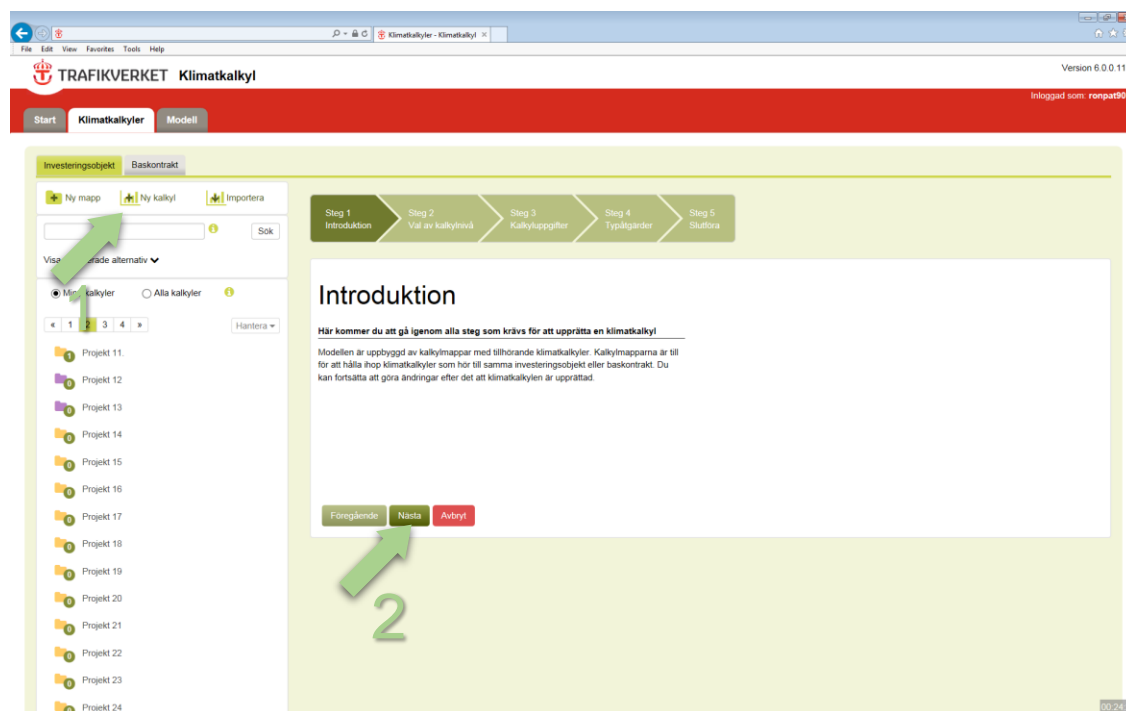 Klimatkalkyler - Klimatkalkyl
File Edit View Favorites Tools Help
TRAFIKVERKET Klimatkalkyl
Version 6.0.0.11
Inloggad som: ronpat90
Start Klimatkalkyler Modell
Investeringsobjekt Baskontrakt
Ny mapp Ny kalkyl Importera
Sök
Visa alternativ
kalkyler Alla kalkyler
« 1 2 3 4 » Hantera
1
Projekt 11.
Projekt 12
Projekt 13
Projekt 14
Projekt 15
Projekt 16
Projekt 17
Projekt 18
Projekt 19
Projekt 20
Projekt 21
Projekt 22
Projekt 23
Projekt 24
Steg 1
Introduktion
Steg 2
Val av kalkylnivå
Steg 3
Kalkyluppgifter
Steg 4
Typåtgärder
Steg 5
Slutföra
Introduktion
Här kommer du att gå igenom alla steg som krävs för att upprätta en klimatkalkyl
Modellen är uppbyggd av kalkylmappar med tillhörande klimatkalkyler. Kalkylmapparna är till
för att hålla ihop klimatkalkyler som hör till samma investeringsobjekt eller baskontrakt. Du
kan fortsätta att göra ändringar efter det att klimatkalkylen är upprättad.
Föregående Nästa Avbryt
2
00:24